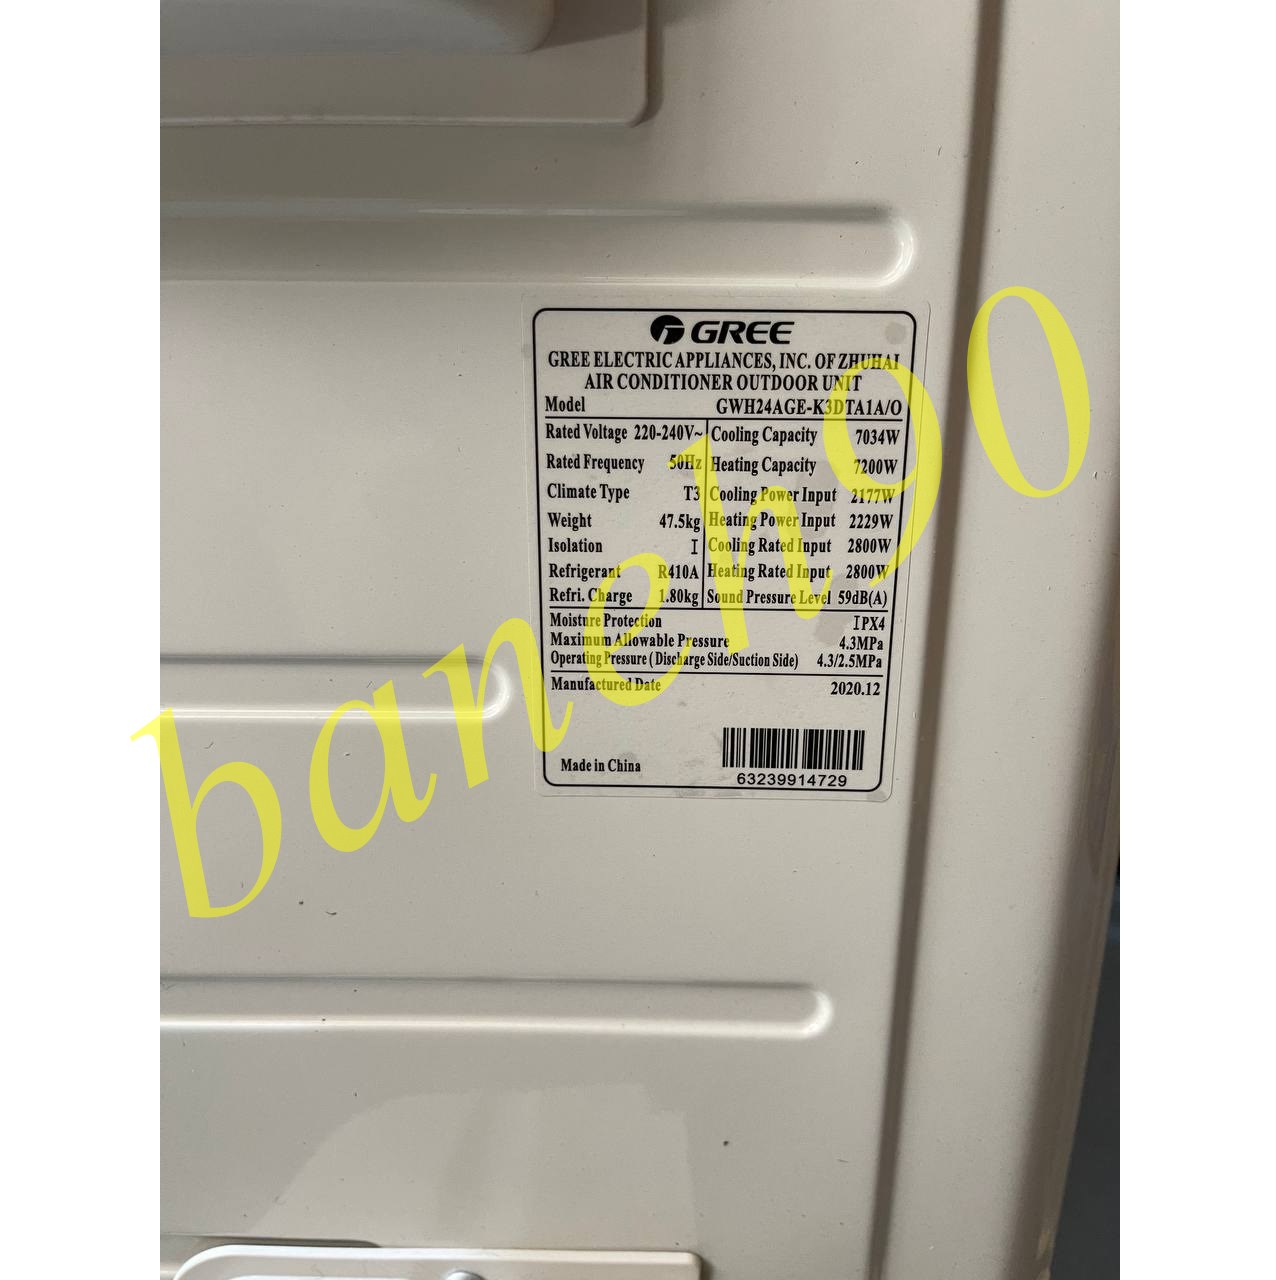 GREE
GREE ELECTRIC APPLIANCES, INC. OF ZHUHAI
AIR CONDITIONER OUTDOOR UNIT
Model GWH24AGE-K3DTA1A/O
Rated Voltage 220-240V~ Cooling Capacity 7034W
Rated Frequency 50Hz Heating Capacity 7200W
Climate Type T3 Cooling Power Input 2177W
Weight 47.5kg Heating Power Input 2229W
Isolation I Cooling Rated Input 2800W
Refrigerant R410A Heating Rated Input 2800W
Refri. Charge 1.80kg Sound Pressure Level 59dB(A)
Moisture Protection IPX4
Maximum Allowable Pressure 4.3MPa
Operating Pressure (Discharge Side/Suction Side) 4.3/2.5MPa
Manufactured Date 2020.12
Made in China
63239914729
baneh90